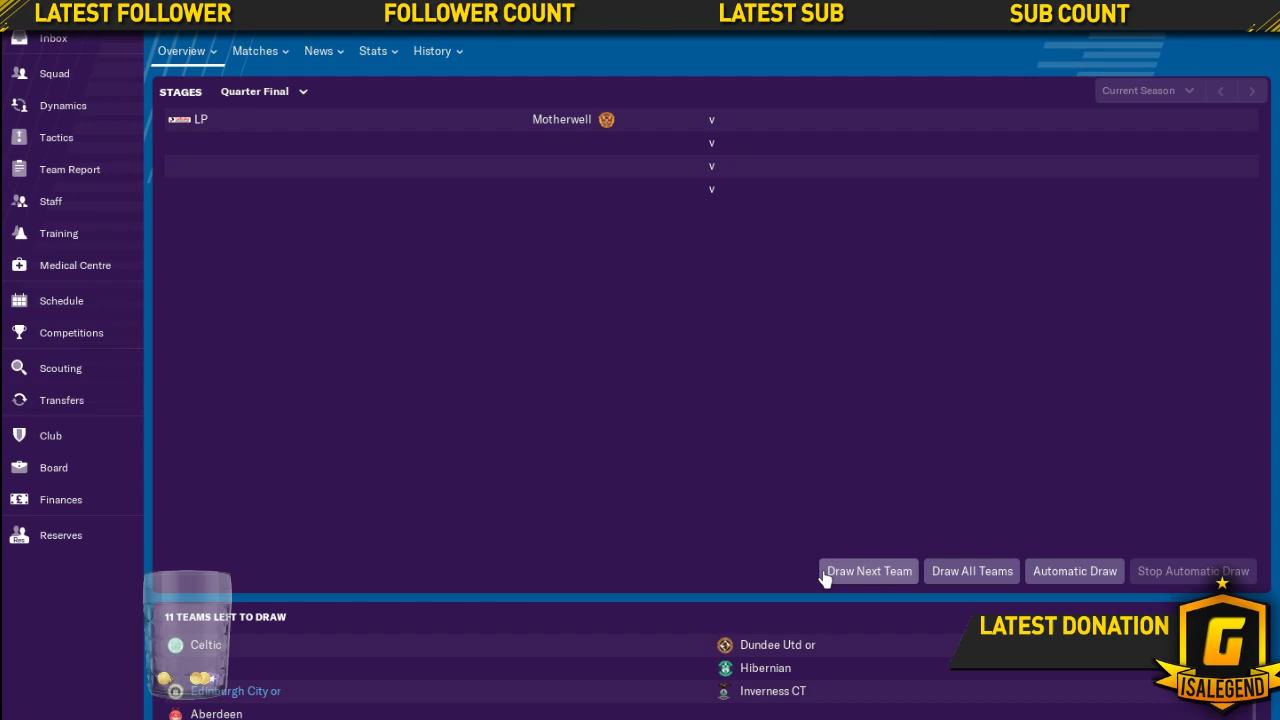 LATEST FOLLOWER FOLLOWER COUNT LATEST SUB SUB COUNT
Inbox
Squad
Dynamics
Tactics
Team Report
Staff
Training
Medical Centre
Schedule
Competitions
Scouting
Transfers
Club
Board
Finances
Res Reserves
Overview Matches News Stats History
STAGES Quarter Final Current Season
LP Motherwell v
v
v
v
Draw Next Team Draw All Teams Automatic Draw Stop Automatic Draw
11 TEAMS LEFT TO DRAW
Celtic Dundee Utd or
Hibernian
Edinburgh City or Inverness CT
Aberdeen
LATEST DONATION
G
ISALEGEND